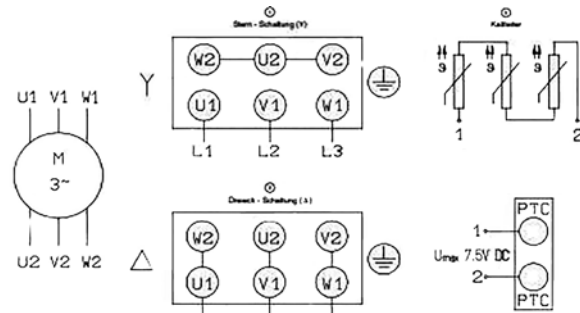 Stern - Schaltung (Y)
W2 U2 V2
Y
U1 V1 W1
L1 L2 L3
Kaltleiter
ϑ ϑ ϑ
1 2
U1 V1 W1
M
3~
U2 V2 W2
Dreieck - Schaltung (Δ)
W2 U2 V2
△
U1 V1 W1
PTC
1
Umax 7.5V DC
2
PTC